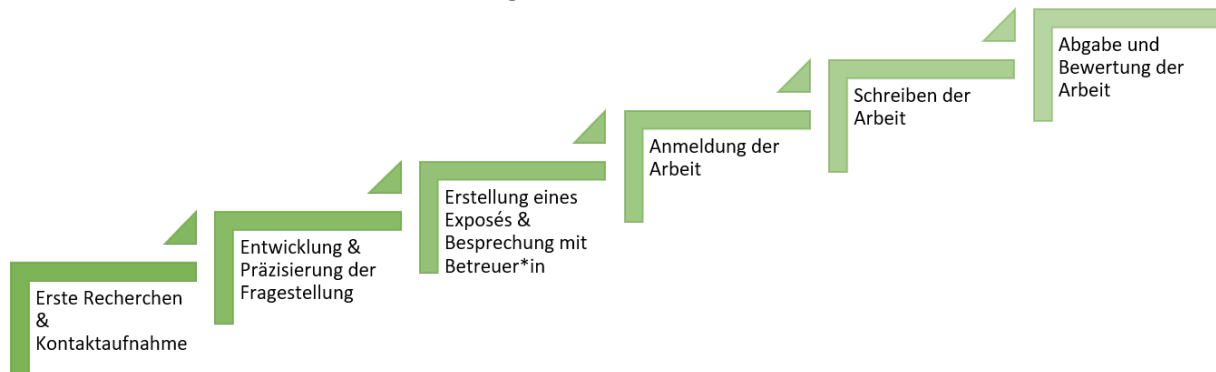 Erste Recherchen
&
Kontaktaufnahme
Entwicklung &
Präzisierung der
Fragestellung
Erstellung eines
Exposés &
Besprechung mit
Betreuer*in
Anmeldung der
Arbeit
Schreiben der
Arbeit
Abgabe und
Bewertung der
Arbeit